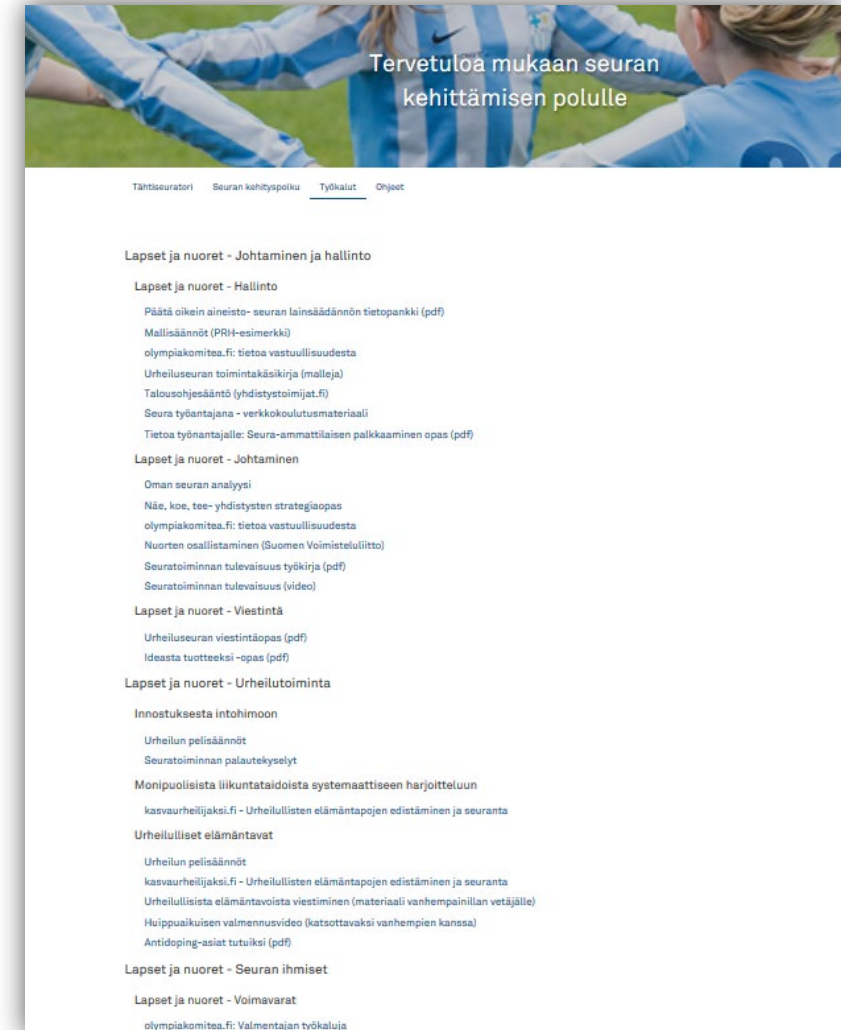 Tervetuloa mukaan seuran
kehittämisen polulle
Tähtiseuratori Seuran kehityspolku Työkalut Ohjeet
Lapset ja nuoret - Johtaminen ja hallinto
Lapset ja nuoret - Hallinto
Päätä oikein aineisto- seuran lainsäädännön tietopankki (pdf)
Mallisäännöt (PRH-esimerkki)
olympiakomitea.fi: tietoa vastuullisuudesta
Urheiluseuran toimintakäsikirja (malleja)
Talousohjesääntö (yhdistystoimijat.fi)
Seura työantajana - verkkokoulutusmateriaali
Tietoa työnantajalle: Seura-ammattilaisen palkkaaminen opas (pdf)
Lapset ja nuoret - Johtaminen
Oman seuran analyysi
Näe, koe, tee- yhdistysten strategiaopas
olympiakomitea.fi: tietoa vastuullisuudesta
Nuorten osallistaminen (Suomen Voimisteluliitto)
Seuratoiminnan tulevaisuus työkirja (pdf)
Seuratoiminnan tulevaisuus (video)
Lapset ja nuoret - Viestintä
Urheiluseuran viestintäopas (pdf)
Ideasta tuotteeksi -opas (pdf)
Lapset ja nuoret - Urheilutoiminta
Innostuksesta intohimoon
Urheilun pelisäännöt
Seuratoiminnan palautekyselyt
Monipuolisista liikuntataidoista systemaattiseen harjoitteluun
kasvaurheilijaksi.fi - Urheilullisten elämäntapojen edistäminen ja seuranta
Urheilulliset elämäntavat
Urheilun pelisäännöt
kasvaurheilijaksi.fi - Urheilullisten elämäntapojen edistäminen ja seuranta
Urheilullisista elämäntavoista viestiminen (materiaali vanhempainillan vetäjälle)
Huippuaikuisen valmennusvideo (katsottavaksi vanhempien kanssa)
Antidoping-asiat tutuiksi (pdf)
Lapset ja nuoret - Seuran ihmiset
Lapset ja nuoret - Voimavarat
olympiakomitea.fi: Valmentajan työkaluja